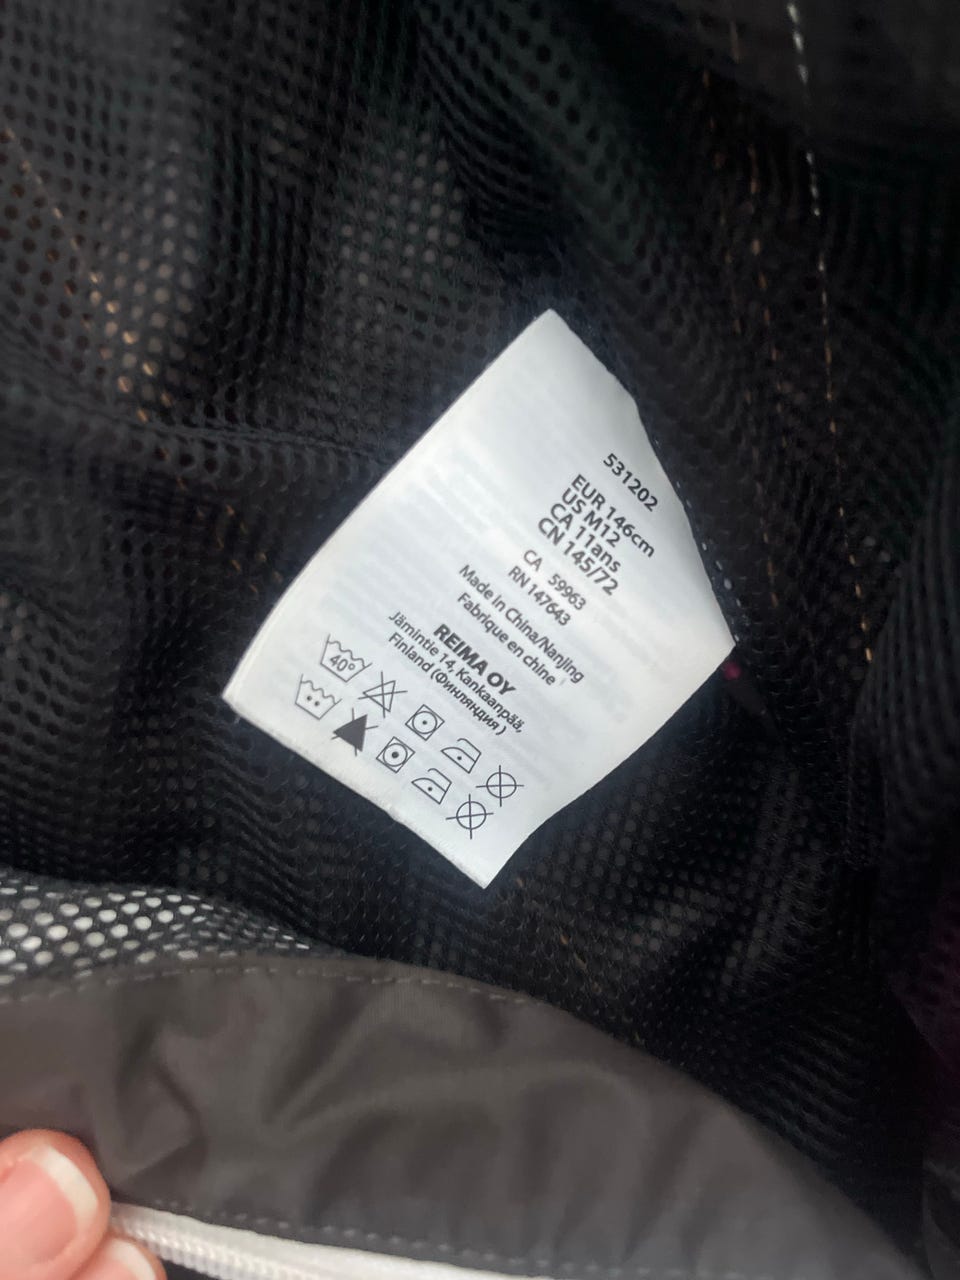 531202
EUR 146cm
US M12
CA 11ans
CN 145/72
CA 59963
RN 147643
Made in China/Nanjing
Fabrique en chine
REIMA OY
Jämintie 14, Kankaanpää,
Finland (Финляндия)
40°